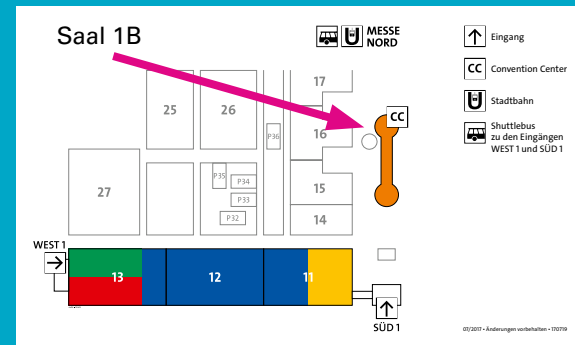 Saal 1B
MESSE
NORD
Eingang
CC Convention Center
Stadtbahn
Shuttlebus
zu den Eingängen
WEST 1 und SÜD 1
17
25
26
CC
P36
16
27
P35
P34
15
P33
P32
14
WEST 1
13
12
11
SÜD 1
07/2017 • Änderungen vorbehalten • 170719